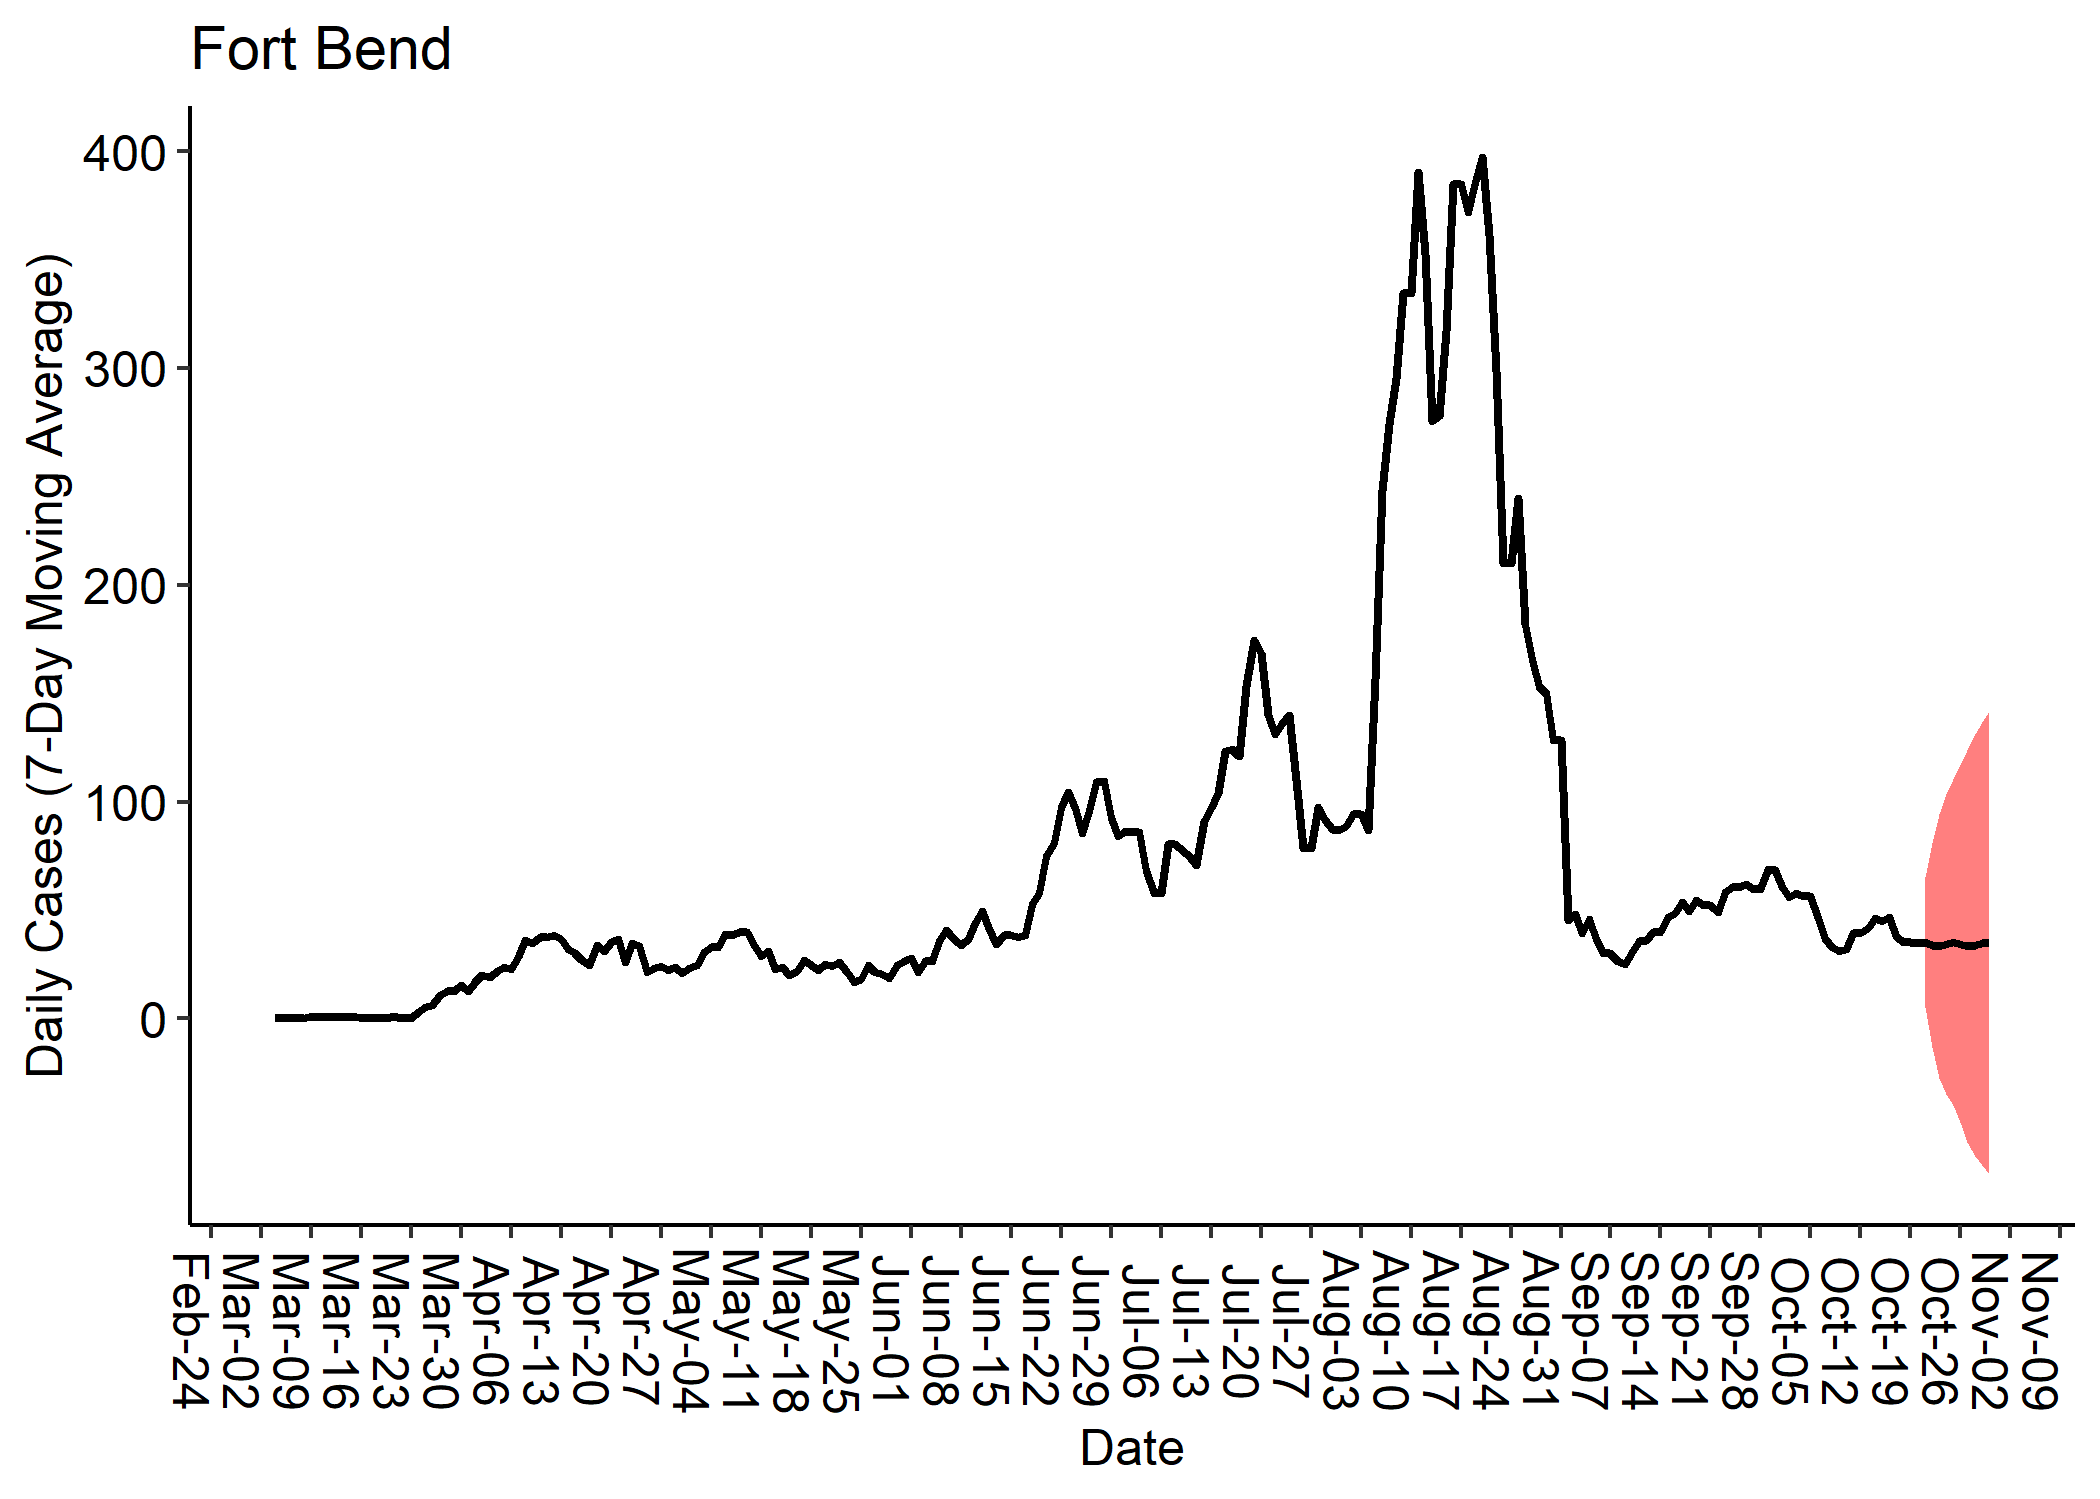 Fort Bend
Daily Cases (7-Day Moving Average)
400
300
200
100
0
Feb-24
Mar-02
Mar-09
Mar-16
Mar-23
Mar-30
Apr-06
Apr-13
Apr-20
Apr-27
May-04
May-11
May-18
May-25
Jun-01
Jun-08
Jun-15
Jun-22
Jun-29
Jul-06
Jul-13
Jul-20
Jul-27
Aug-03
Aug-10
Aug-17
Aug-24
Aug-31
Sep-07
Sep-14
Sep-21
Sep-28
Oct-05
Oct-12
Oct-19
Oct-26
Nov-02
Nov-09
Date